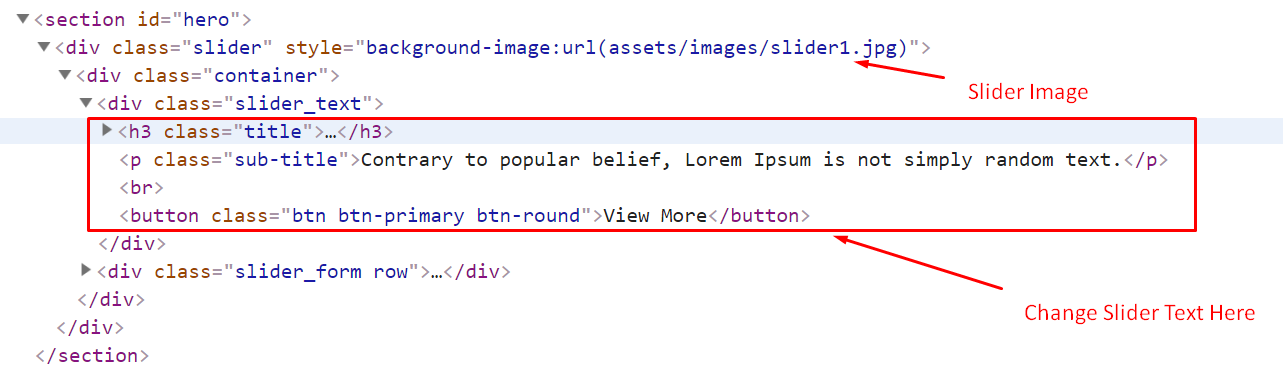 ▼<section id="hero">
▼<div class="slider" style="background-image:url(assets/images/slider1.jpg)">
▼<div class="container">
Slider Image
▼<div class="slider_text">
▶<h3 class="title">…</h3>
<p class="sub-title">Contrary to popular belief, Lorem Ipsum is not simply random text.</p>
<br>
<button class="btn btn-primary btn-round">View More</button>
</div>
▶<div class="slider_form row">…</div>
</div>
Change Slider Text Here
</div>
</section>